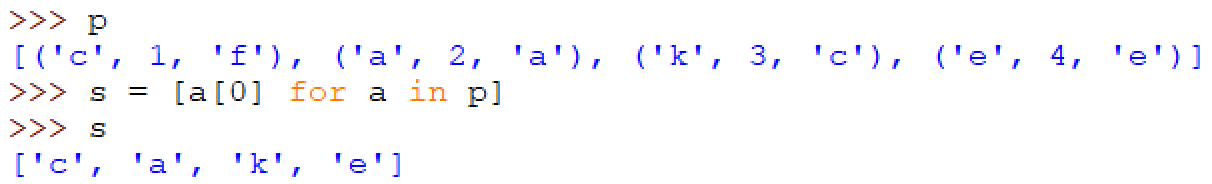 >>> p
[('c', 1, 'f'), ('a', 2, 'a'), ('k', 3, 'c'), ('e', 4, 'e')]
>>> s = [a[0] for a in p]
>>> s
['c', 'a', 'k', 'e']